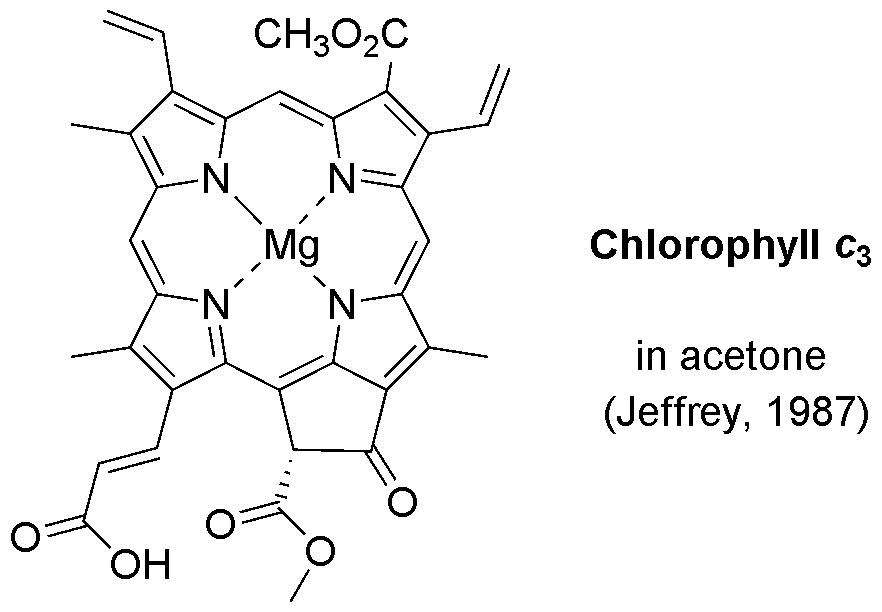 CH3O2C
N
N
Mg
N
N
Chlorophyll c3
in acetone
(Jeffrey, 1987)
O
O
O
OH
O